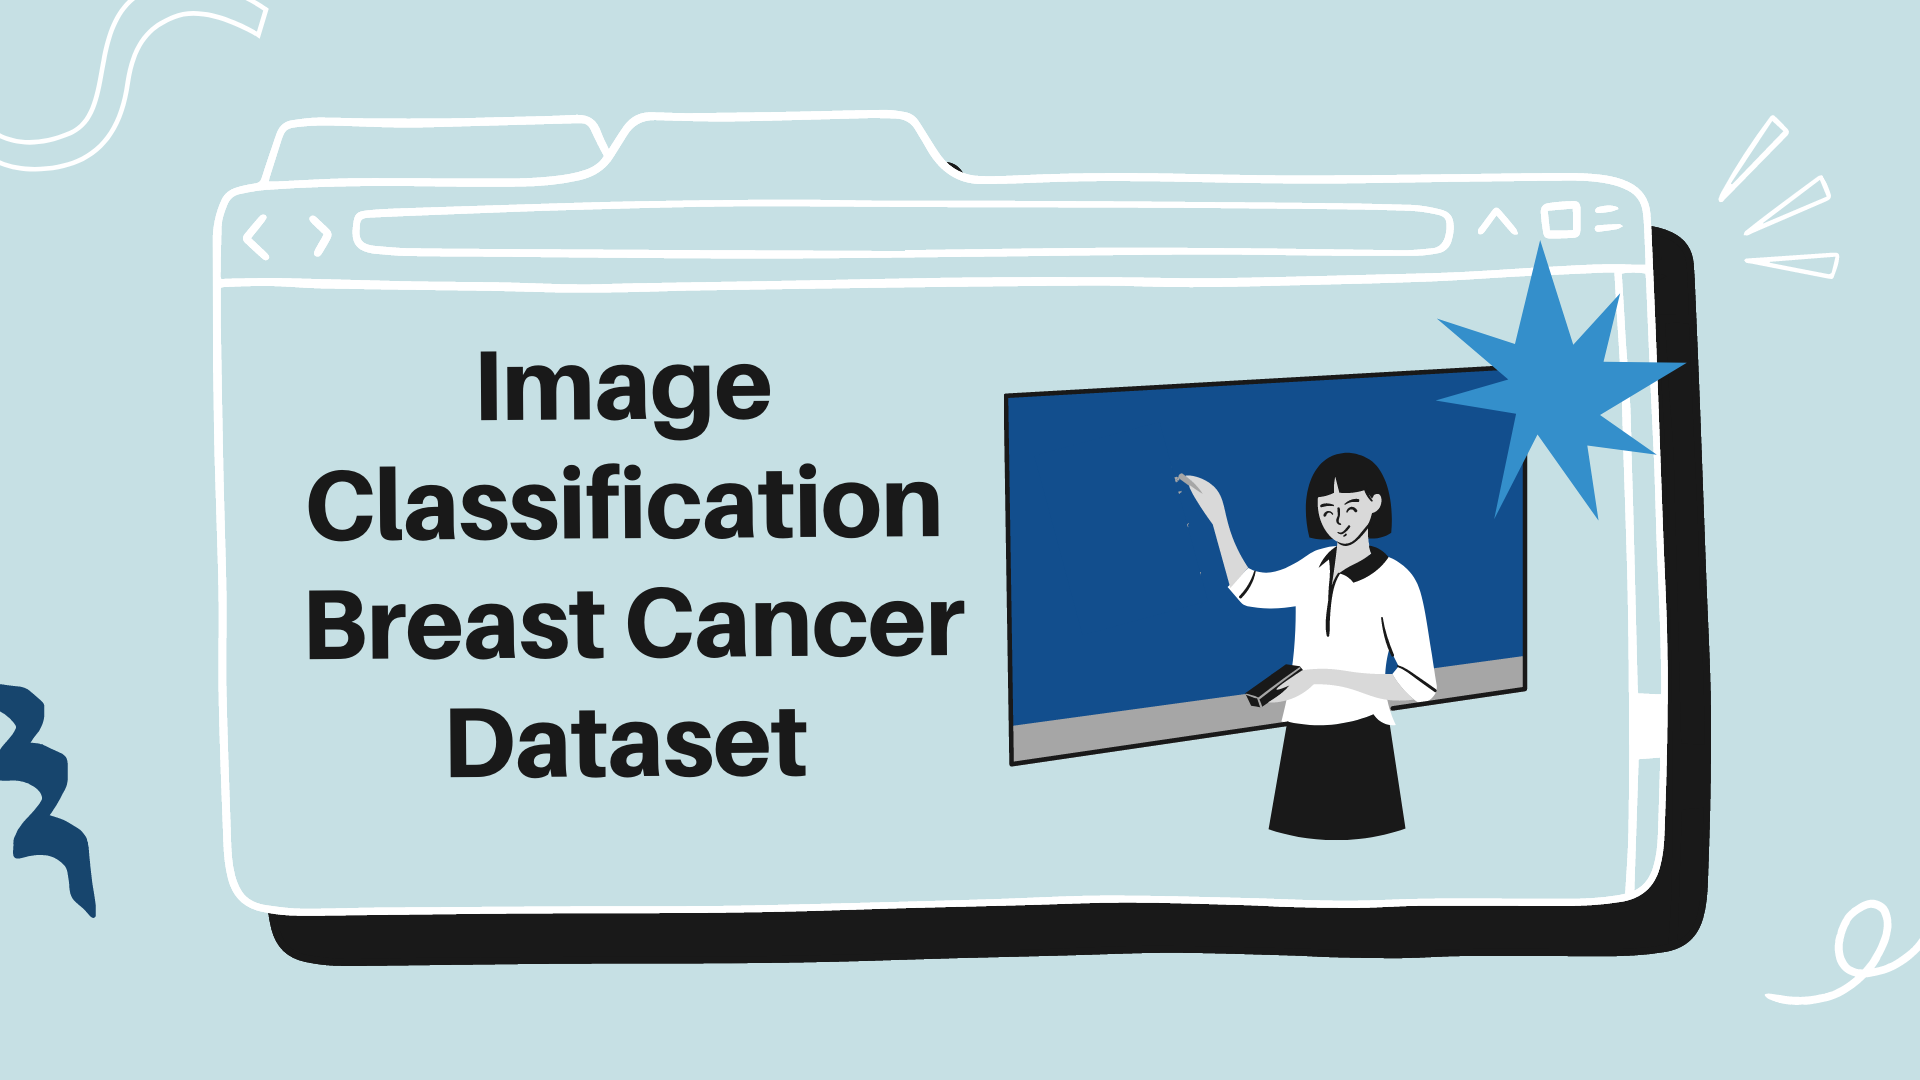 Image
Classification
Breast Cancer
Dataset